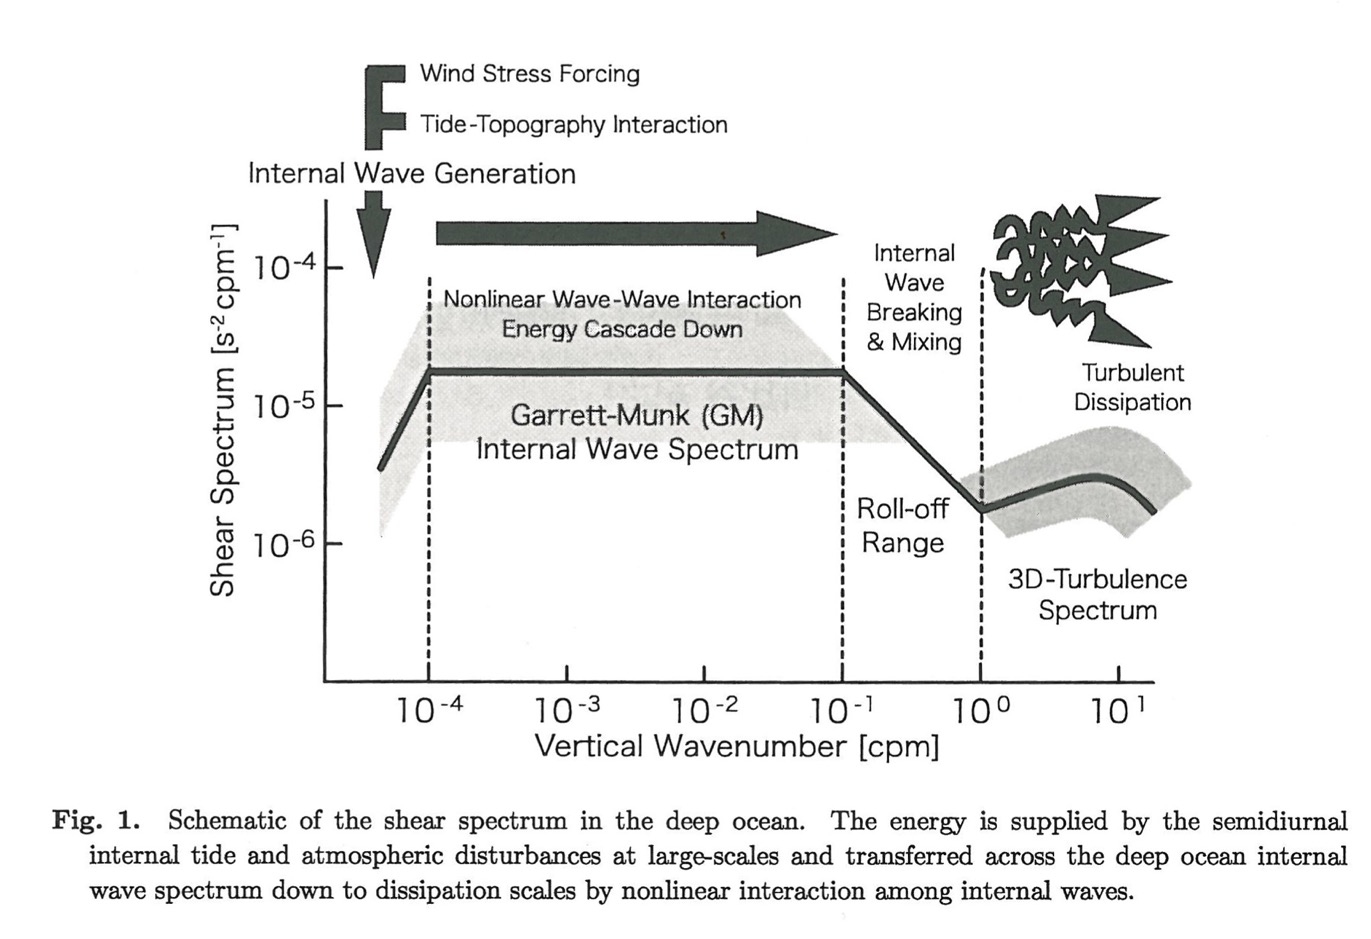 Wind Stress Forcing
Tide-Topography Interaction
Internal Wave Generation
Shear Spectrum [s⁻² cpm⁻¹]
10⁻⁴
10⁻⁵
10⁻⁶
Nonlinear Wave-Wave Interaction
Energy Cascade Down
Garrett-Munk (GM)
Internal Wave Spectrum
Internal
Wave
Breaking
& Mixing
Roll-off
Range
Turbulent
Dissipation
3D-Turbulence
Spectrum
10⁻⁴ 10⁻³ 10⁻² 10⁻¹ 10⁰ 10¹
Vertical Wavenumber [cpm]
Fig. 1. Schematic of the shear spectrum in the deep ocean. The energy is supplied by the semidiurnal
internal tide and atmospheric disturbances at large-scales and transferred across the deep ocean internal
wave spectrum down to dissipation scales by nonlinear interaction among internal waves.